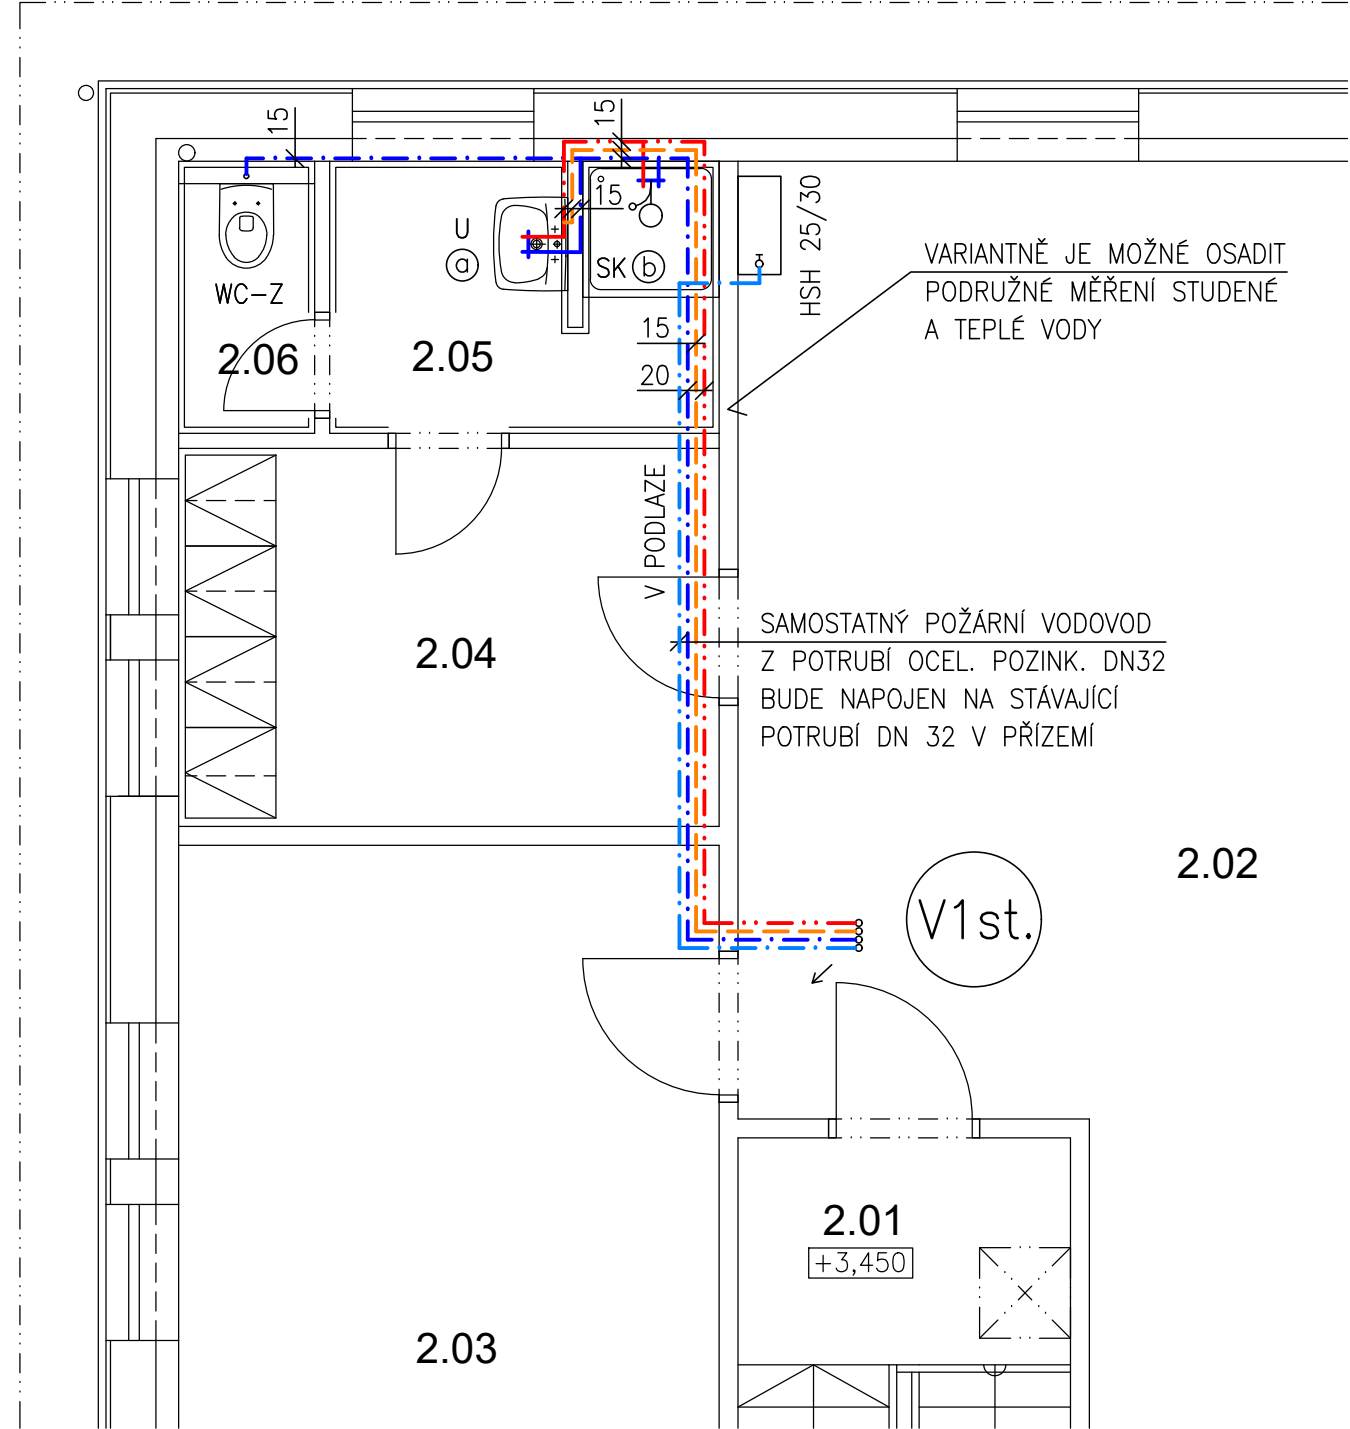 15
15
15
HSH 25/30
U
a
SK
b
WC-Z
VARIANTNĚ JE MOŽNÉ OSADIT
PODRUŽNÉ MĚŘENÍ STUDENÉ
A TEPLÉ VODY
15
20
2.06
2.05
V PODLAZE
SAMOSTATNÝ POŽÁRNÍ VODOVOD
Z POTRUBÍ OCEL. POZINK. DN32
BUDE NAPOJEN NA STÁVAJÍCÍ
POTRUBÍ DN 32 V PŘÍZEMÍ
2.04
2.02
V1st.
2.01
+3,450
2.03